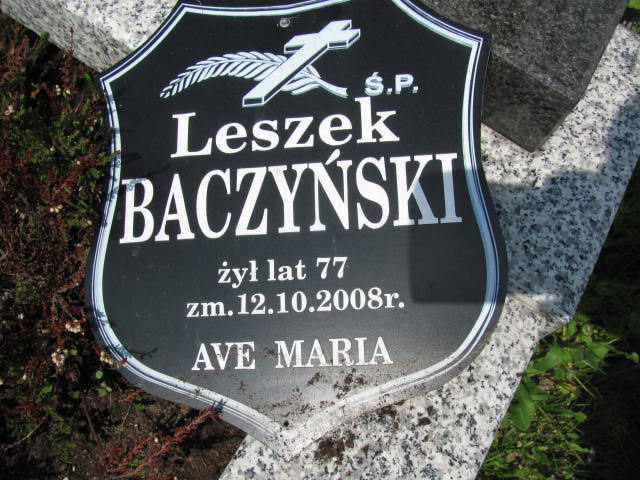 Ś.P.
Leszek
BACZYŃSKI
żył lat 77
zm.12.10.2008r.
AVE MARIA